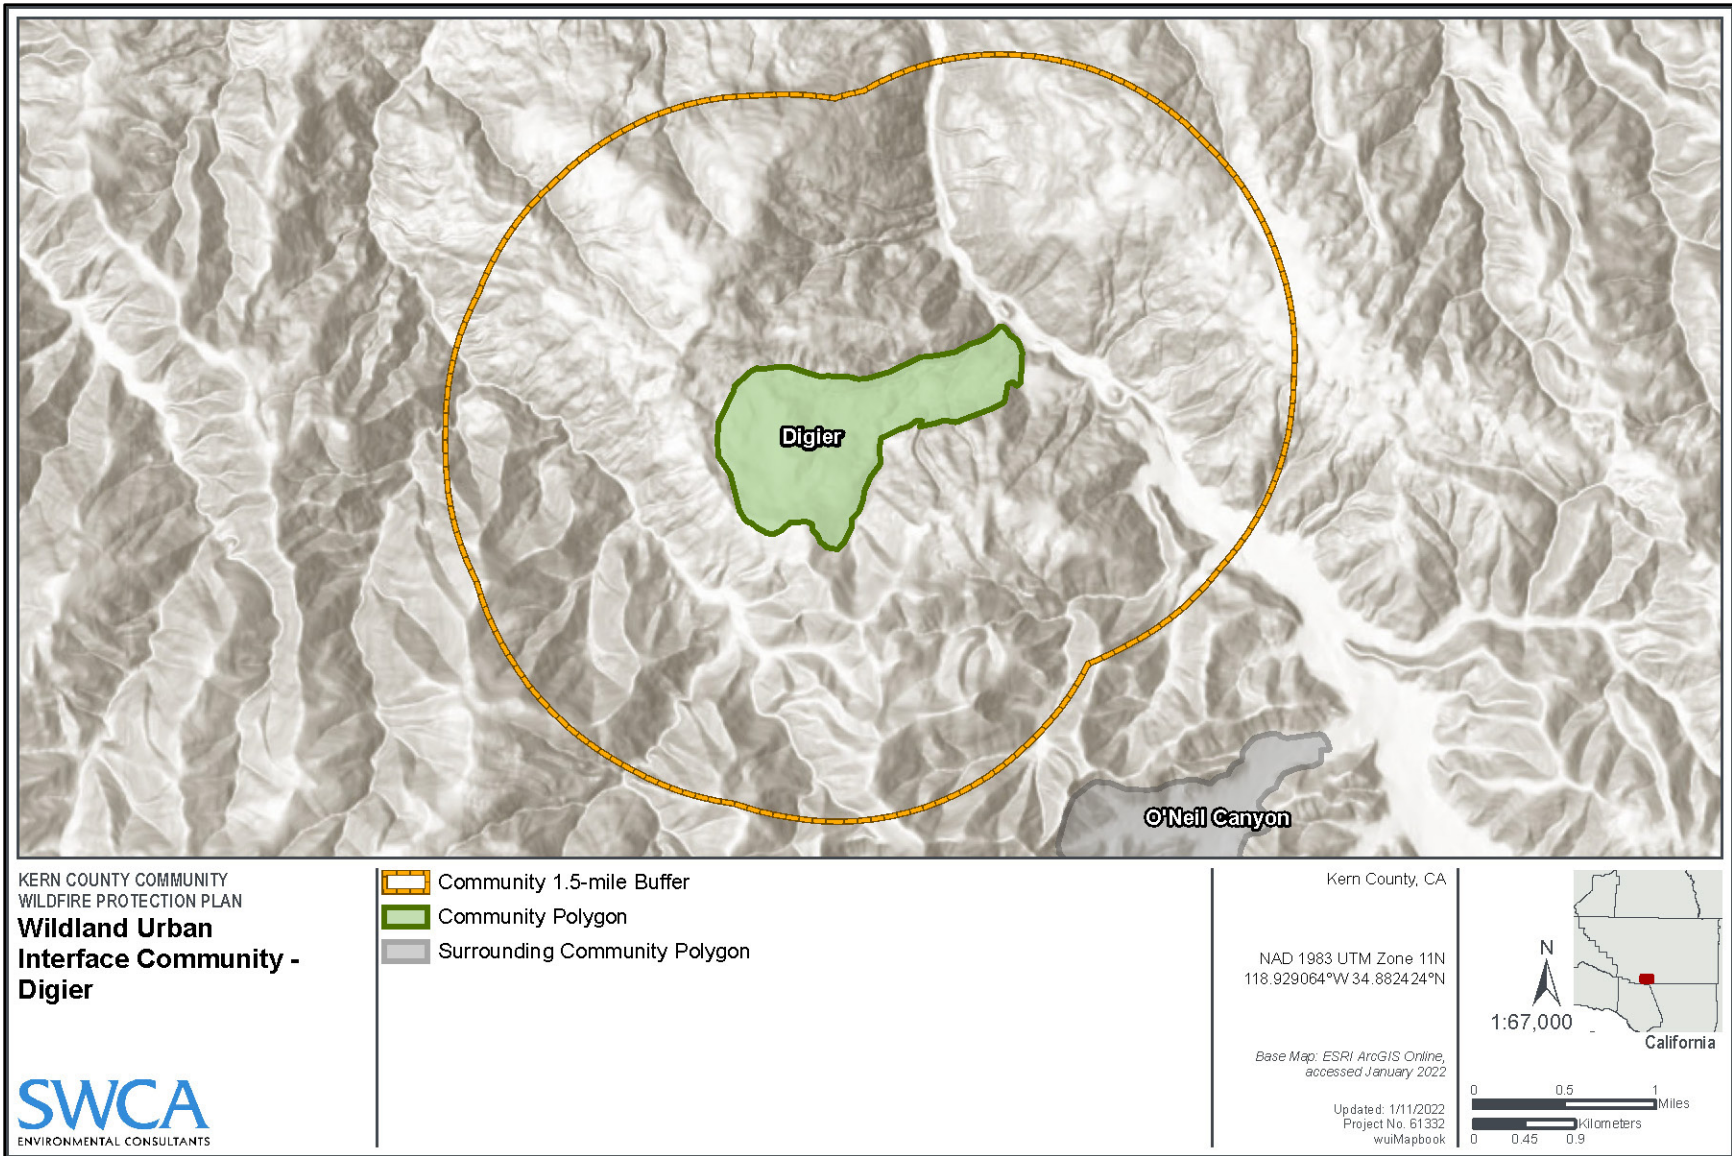 Digier
O'Neil Canyon
KERN COUNTY COMMUNITY
WILDFIRE PROTECTION PLAN
Wildland Urban
Interface Community -
Digier
SWCA
ENVIRONMENTAL CONSULTANTS
Community 1.5-mile Buffer
Community Polygon
Surrounding Community Polygon
Kern County, CA
NAD 1983 UTM Zone 11N
118.929064°W 34.882424°N
Base Map: ESRI ArcGIS Online,
accessed January 2022
Updated: 1/11/2022
Project No. 61332
wuiMapbook
N
1:67,000
California
0 0.5 1
Miles
Kilometers
0 0.45 0.9